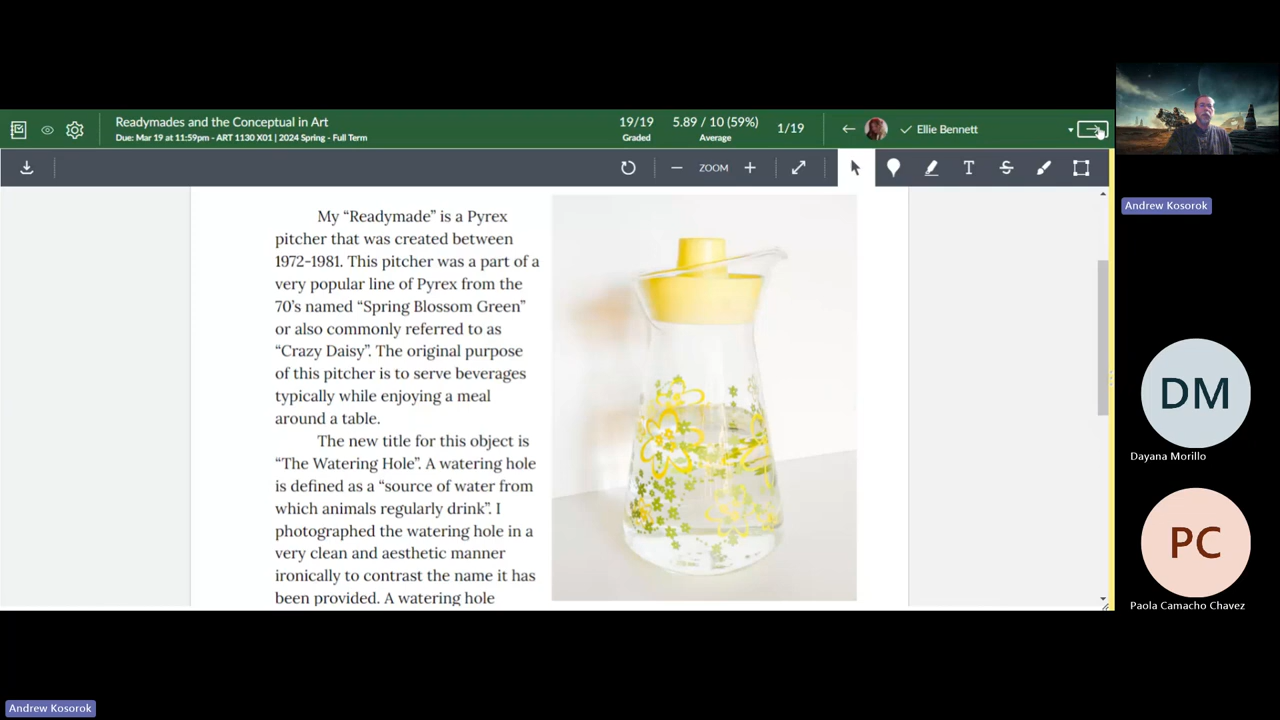 Readymades and the Conceptual in Art
Due: Mar 19 at 11:59pm - ART 1130 X01 | 2024 Spring - Full Term
19/19
Graded
5.89 / 10 (59%)
Average
1/19
Ellie Bennett
ZOOM
My “Readymade” is a Pyrex
pitcher that was created between
1972-1981. This pitcher was a part of a
very popular line of Pyrex from the
70’s named “Spring Blossom Green”
or also commonly referred to as
“Crazy Daisy”. The original purpose
of this pitcher is to serve beverages
typically while enjoying a meal
around a table.
The new title for this object is
“The Watering Hole”. A watering hole
is defined as a “source of water from
which animals regularly drink”. I
photographed the watering hole in a
very clean and aesthetic manner
ironically to contrast the name it has
been provided. A watering hole
Andrew Kosorok
DM
Dayana Morillo
PC
Paola Camacho Chavez
Andrew Kosorok